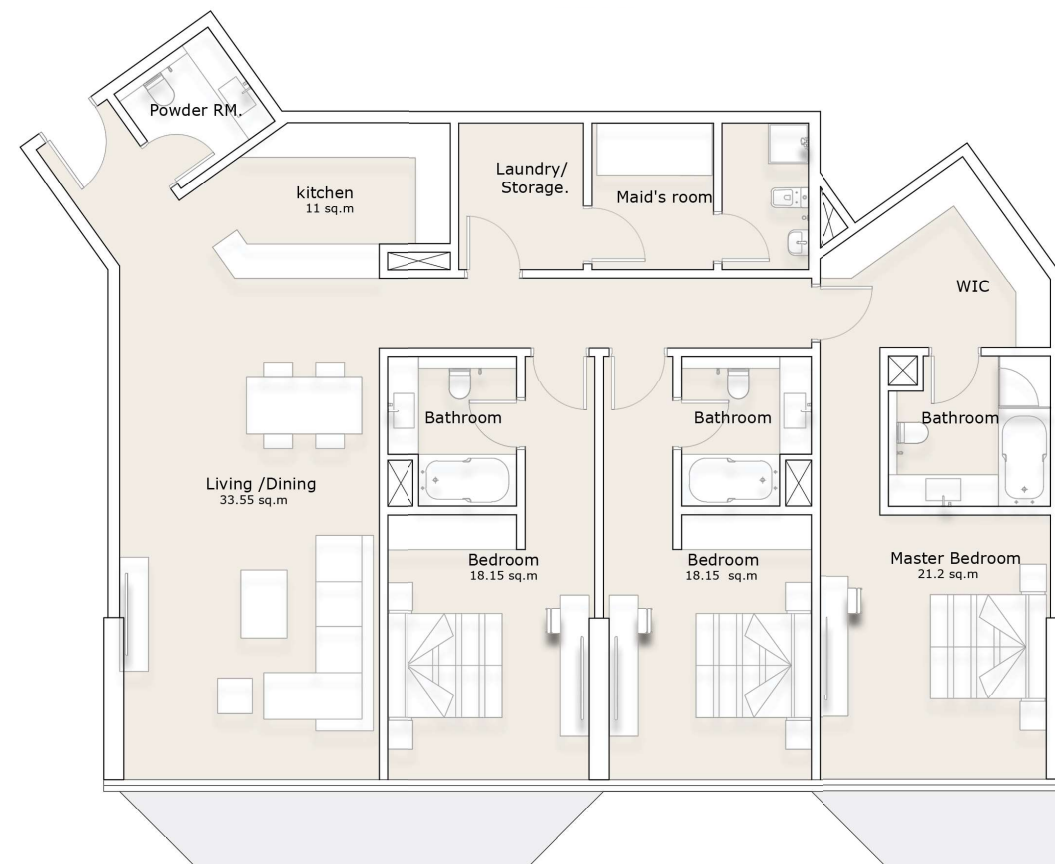 Powder RM.
kitchen
11 sq.m
Laundry/
Storage.
Maid's room
WIC
Bathroom
Bathroom
Bathroom
Living /Dining
33.55 sq.m
Bedroom
18.15 sq.m
Bedroom
18.15 sq.m
Master Bedroom
21.2 sq.m